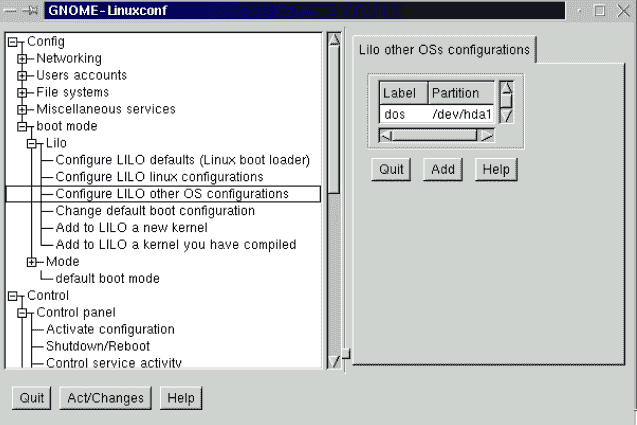 GNOME-Linuxconf
Config
Networking
Users accounts
File systems
Miscellaneous services
boot mode
Lilo
Configure LILO defaults (Linux boot loader)
Configure LILO linux configurations
Configure LILO other OS configurations
Change default boot configuration
Add to LILO a new kernel
Add to LILO a kernel you have compiled
Mode
default boot mode
Control
Control panel
Activate configuration
Shutdown/Reboot
Control service activity
Lilo other OSs configurations
Label Partition
dos /dev/hda1
Quit Add Help
Quit Act/Changes Help